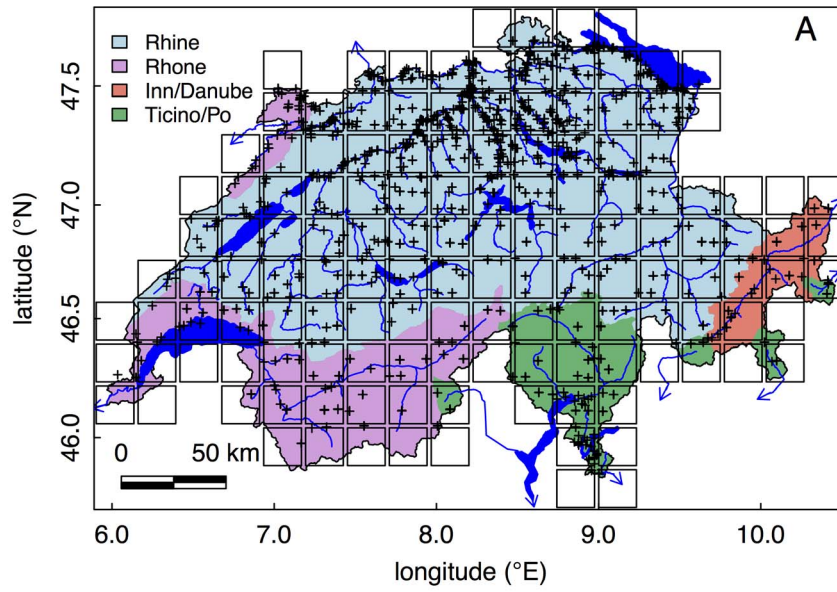 A
Rhine
Rhone
Inn/Danube
Ticino/Po
latitude (°N)
47.5
47.0
46.5
46.0
0 50 km
6.0 7.0 8.0 9.0 10.0
longitude (°E)